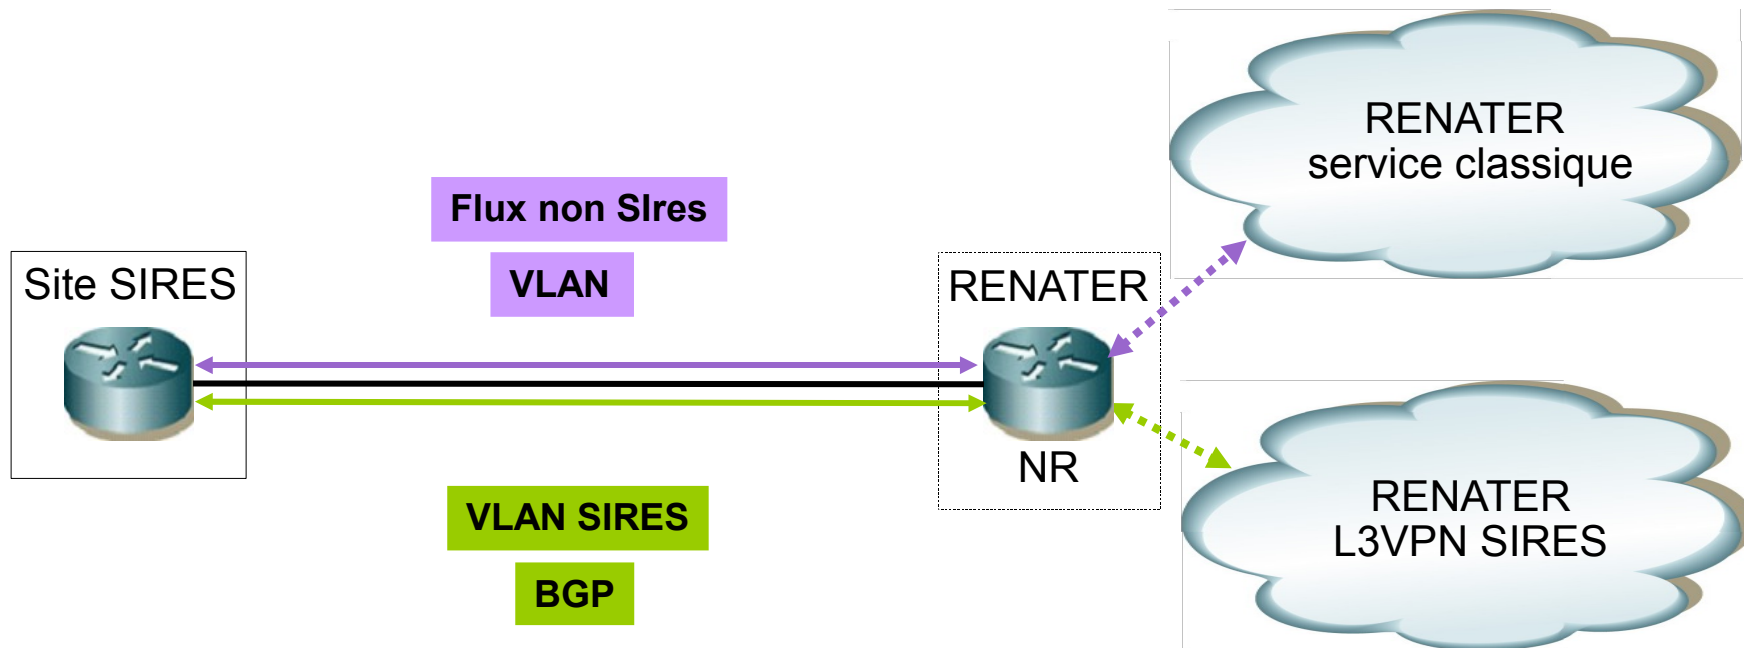 RENATER
service classique
Flux non SIres
VLAN
Site SIRES
RENATER
NR
VLAN SIRES
BGP
RENATER
L3VPN SIRES